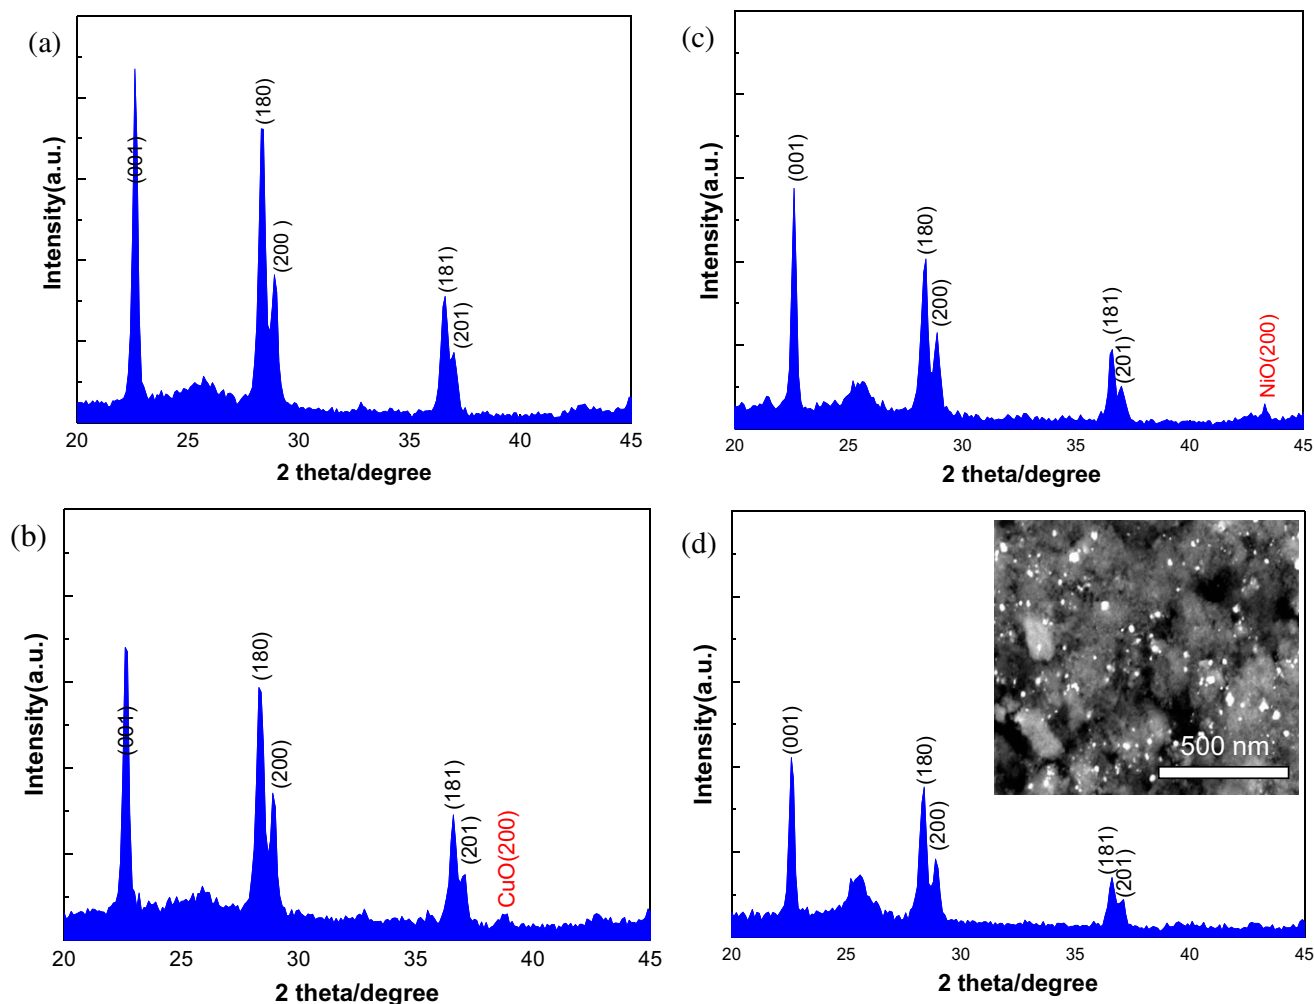 (a)
(001)
(180)
(200 )
(181)
(201)
Intensity(a.u.)
20 25 30 35 40 45
2 theta/degree
(c)
(001)
(180)
(200)
(181)
(201)
NiO(200)
Intensity(a.u.)
20 25 30 35 40 45
2 theta/degree
(b)
(001)
(180)
(200)
(181)
(201)
CuO(200)
Intensity(a.u.)
20 25 30 35 40 45
2 theta/degree
(d)
(001)
(180)
(200)
(181)
(201)
500 nm
Intensity(a.u.)
20 25 30 35 40 45
2 theta/degree